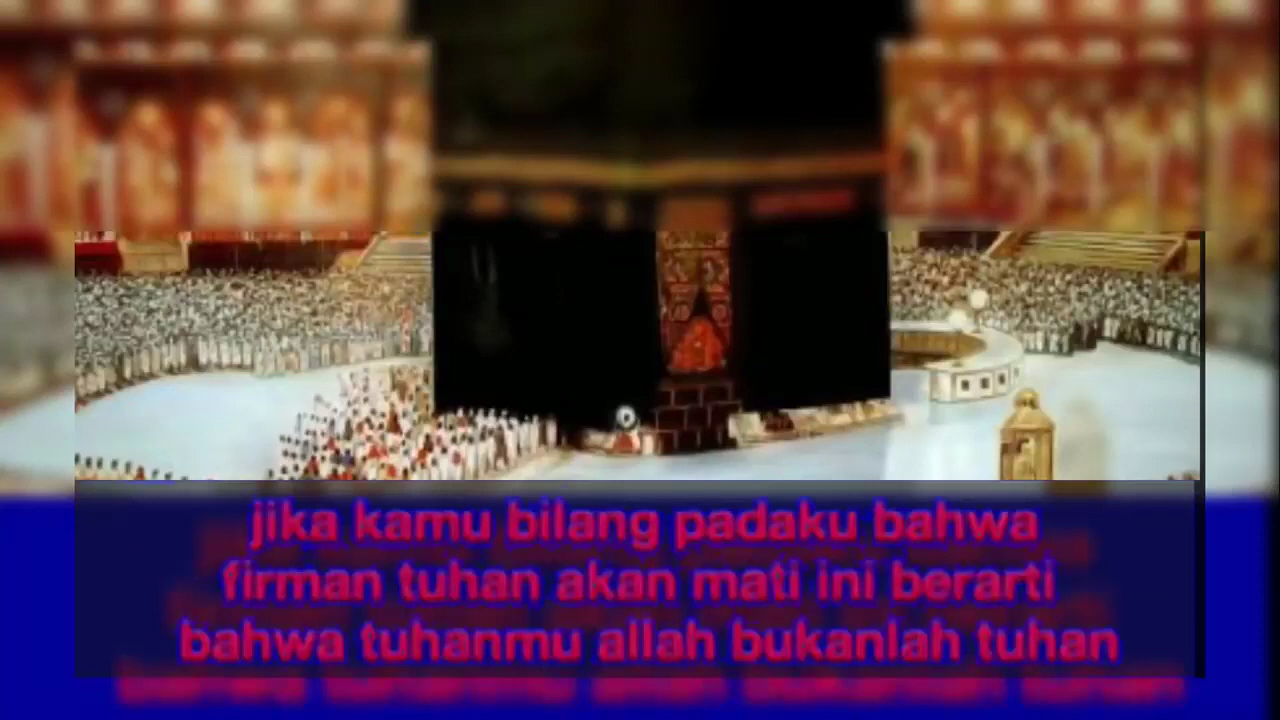 jika kamu bilang padaku bahwa
firman tuhan akan mati ini berarti
bahwa tuhanmu allah bukanlah tuhan